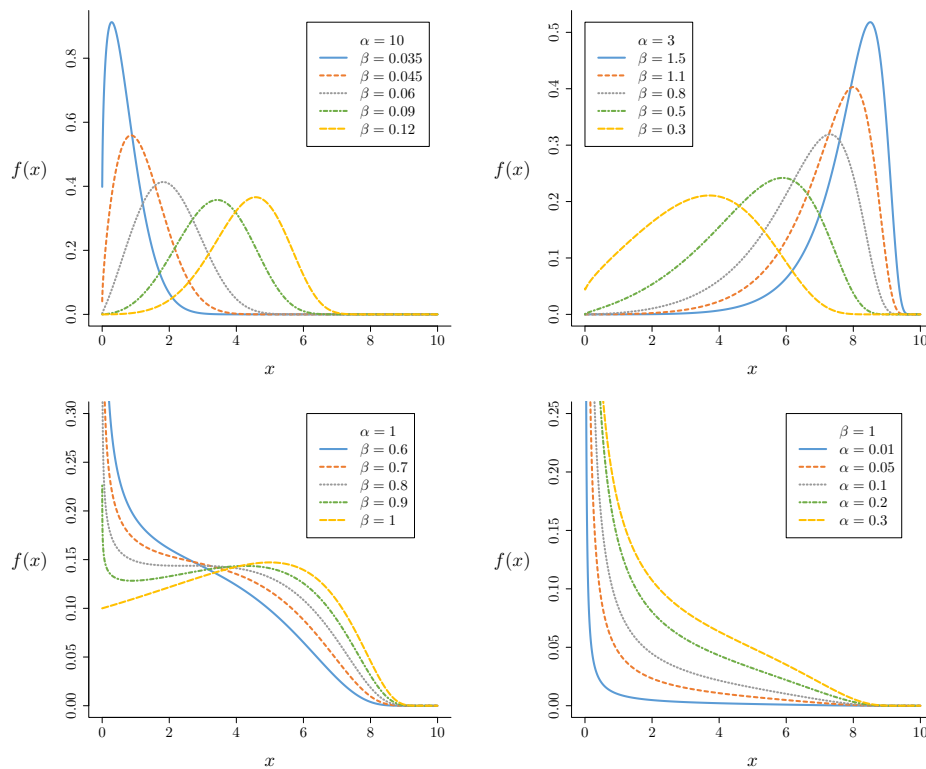 0.0 0.2 0.4 0.6 0.8
f(x)
α = 10
β = 0.035
β = 0.045
β = 0.06
β = 0.09
β = 0.12
0 2 4 6 8 10
x
0.0 0.1 0.2 0.3 0.4 0.5
f(x)
α = 3
β = 1.5
β = 1.1
β = 0.8
β = 0.5
β = 0.3
0 2 4 6 8 10
x
0.00 0.05 0.10 0.15 0.20 0.25 0.30
f(x)
α = 1
β = 0.6
β = 0.7
β = 0.8
β = 0.9
β = 1
0 2 4 6 8 10
x
0.00 0.05 0.10 0.15 0.20 0.25
f(x)
β = 1
α = 0.01
α = 0.05
α = 0.1
α = 0.2
α = 0.3
0 2 4 6 8 10
x